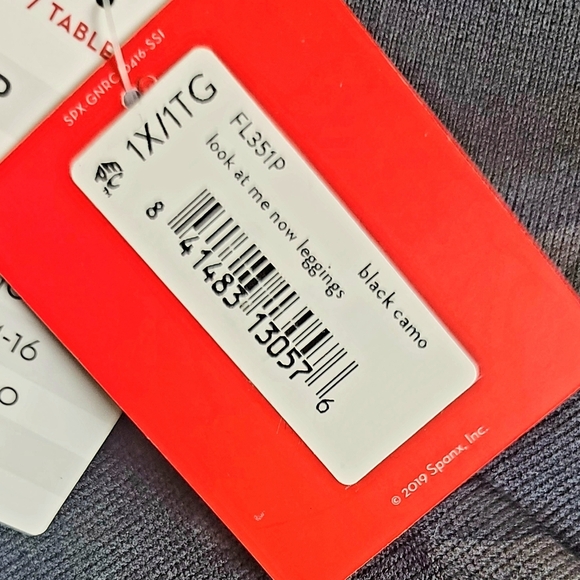 / TABLE
SPX GNRC 0416-SS1
1X/1TG
FL351P
look at me now leggings
black camo
8 41483 13057 6
-16
© 2019 Spanx, Inc.